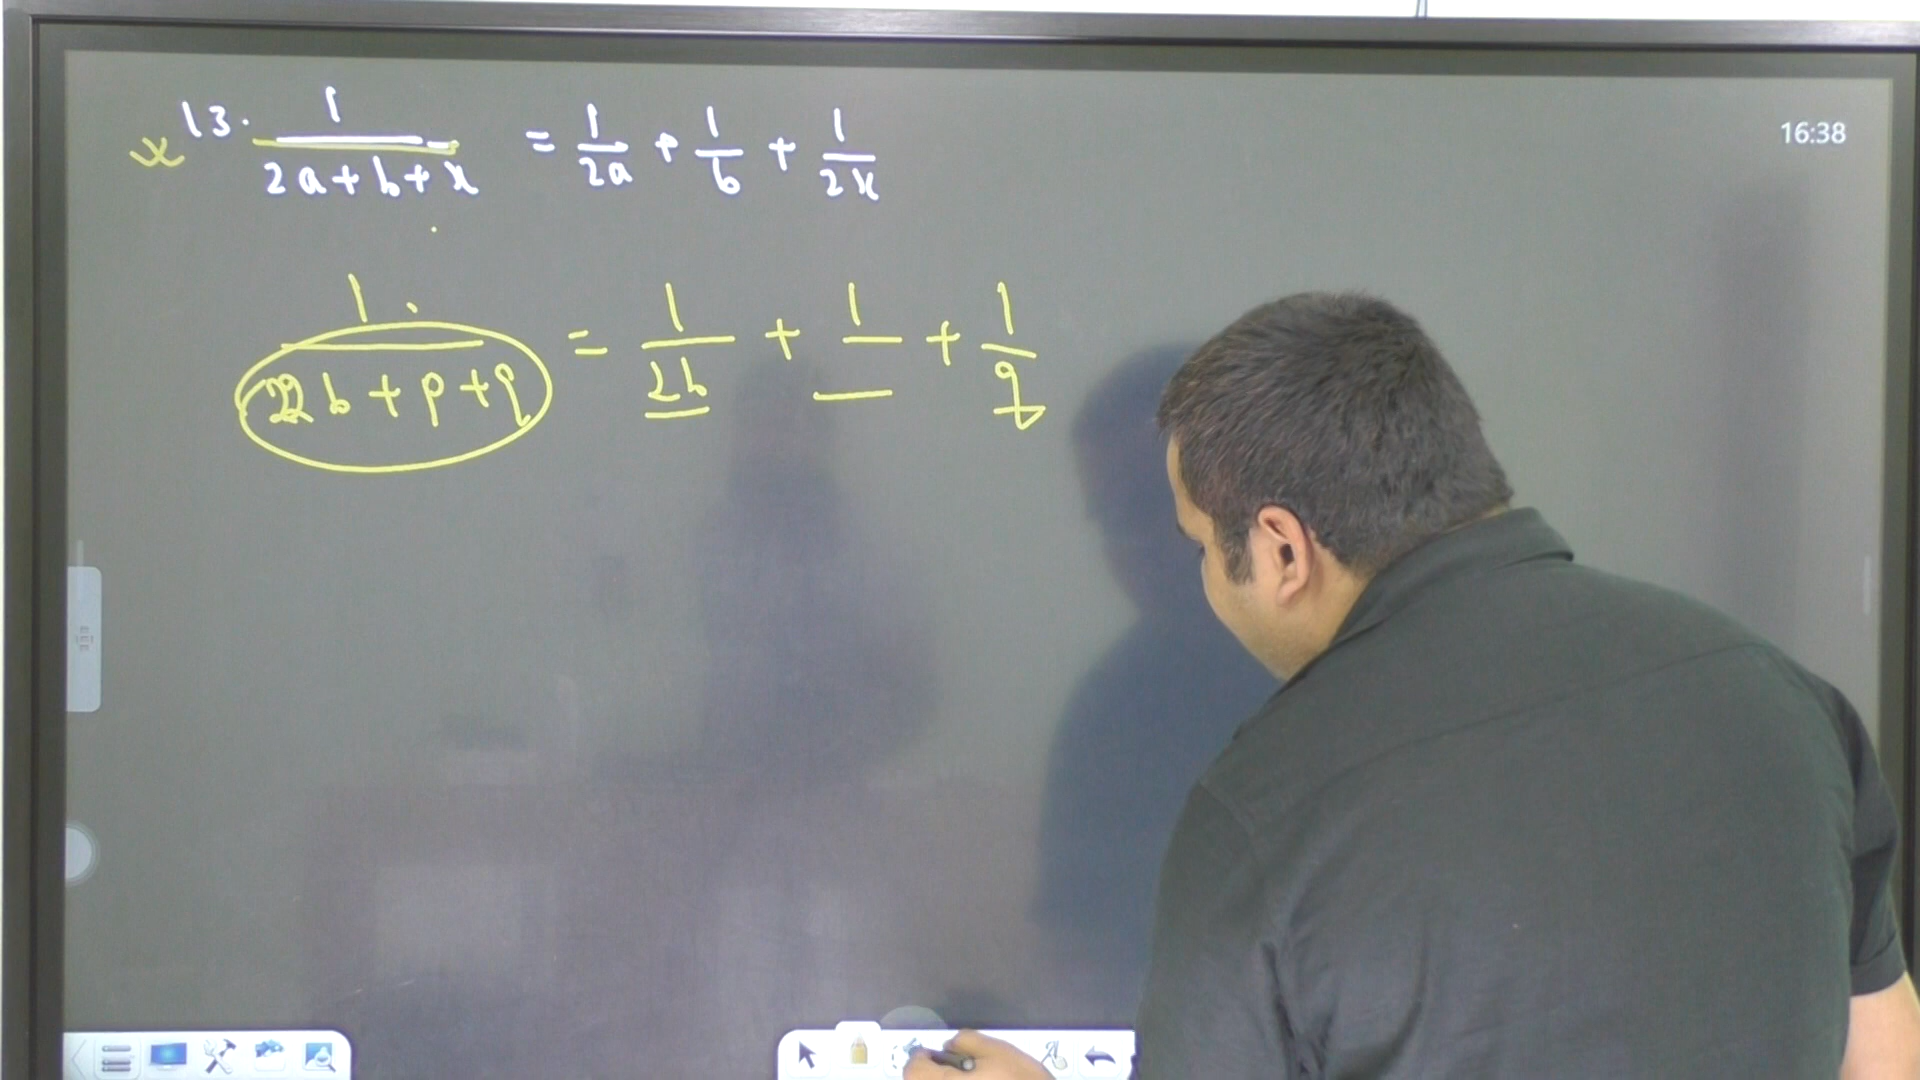 16:38
13. 1/(2a+b+x) = 1/2a + 1/b + 1/2x
1/(2b+p+q) = 1/2b + 1/ + 1/q